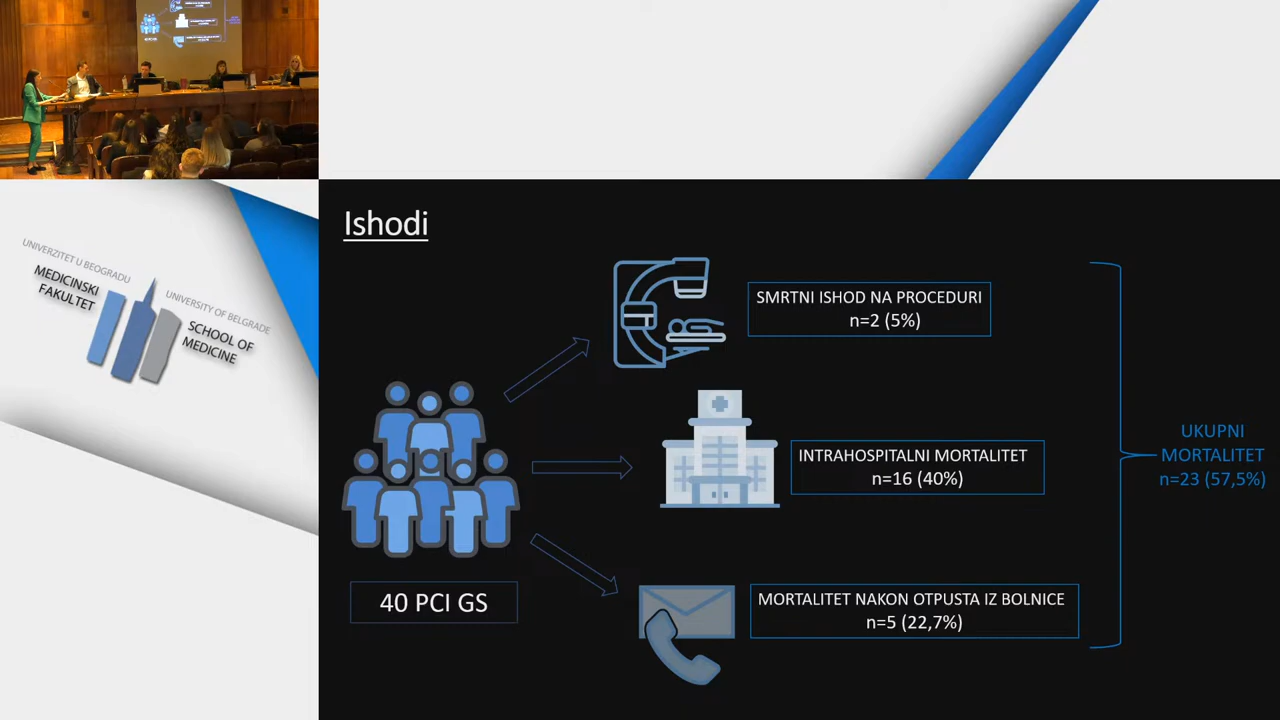 UNIVERZITET U BEOGRADU
MEDICINSKI
FAKULTET
UNIVERSITY OF BELGRADE
SCHOOL OF
MEDICINE
Ishodi
SMRTNI ISHOD NA PROCEDURI
n=2 (5%)
INTRAHOSPITALNI MORTALITET
n=16 (40%)
UKUPNI
MORTALITET
n=23 (57,5%)
40 PCI GS
MORTALITET NAKON OTPUSTA IZ BOLNICE
n=5 (22,7%)